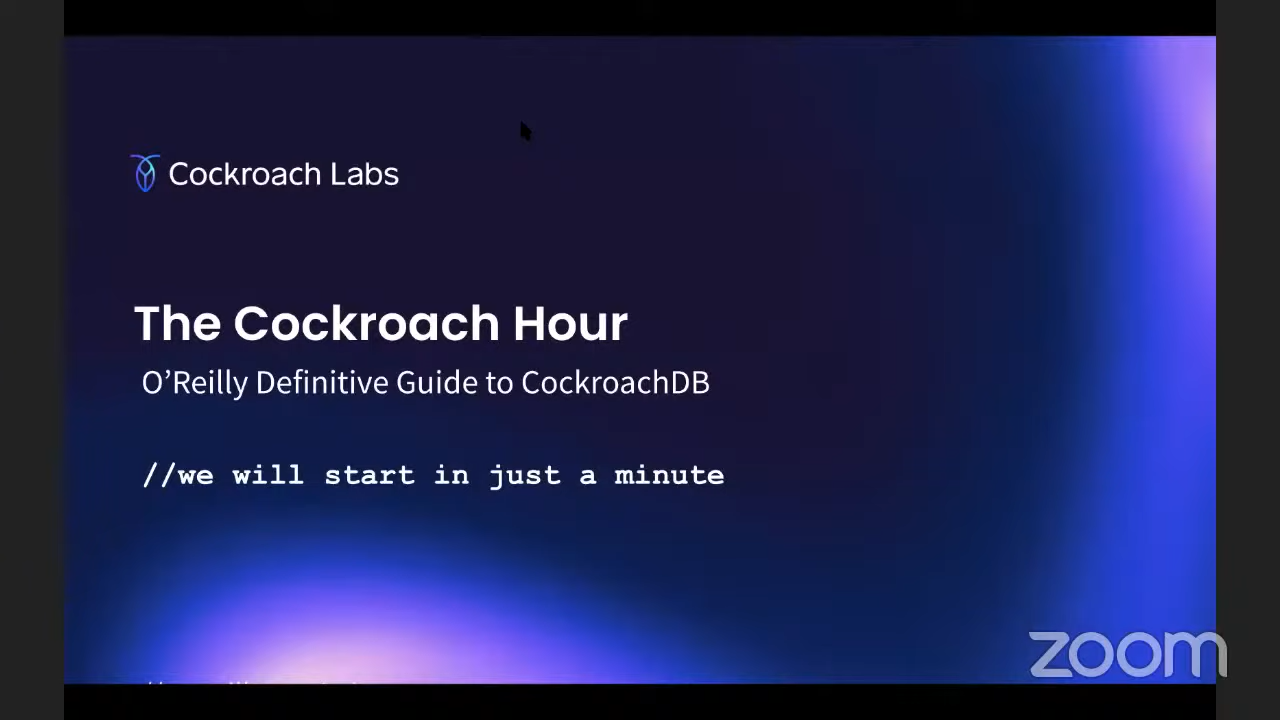 Cockroach Labs
The Cockroach Hour
O’Reilly Definitive Guide to CockroachDB
//we will start in just a minute
zoom